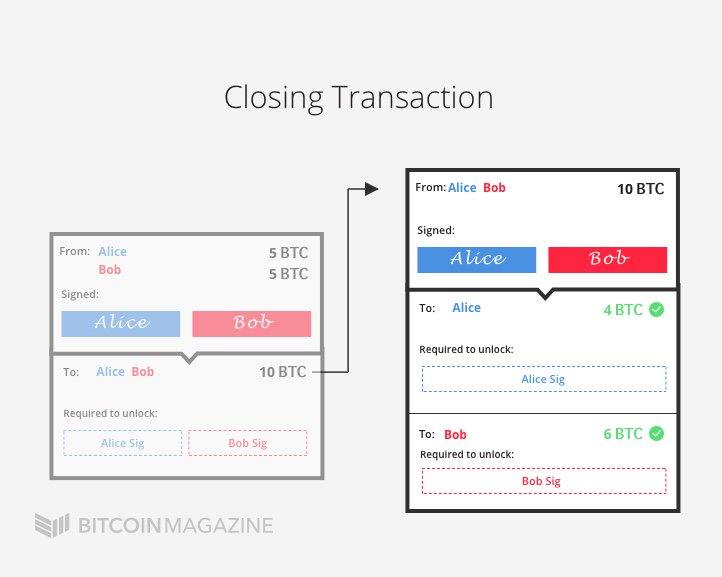 Closing Transaction
From: Alice 5 BTC
Bob 5 BTC
Signed:
Alice Bob
To: Alice Bob 10 BTC
Required to unlock:
Alice Sig Bob Sig
From: Alice Bob 10 BTC
Signed:
Alice Bob
To: Alice 4 BTC
Required to unlock:
Alice Sig
To: Bob 6 BTC
Required to unlock:
Bob Sig
BITCOINMAGAZINE